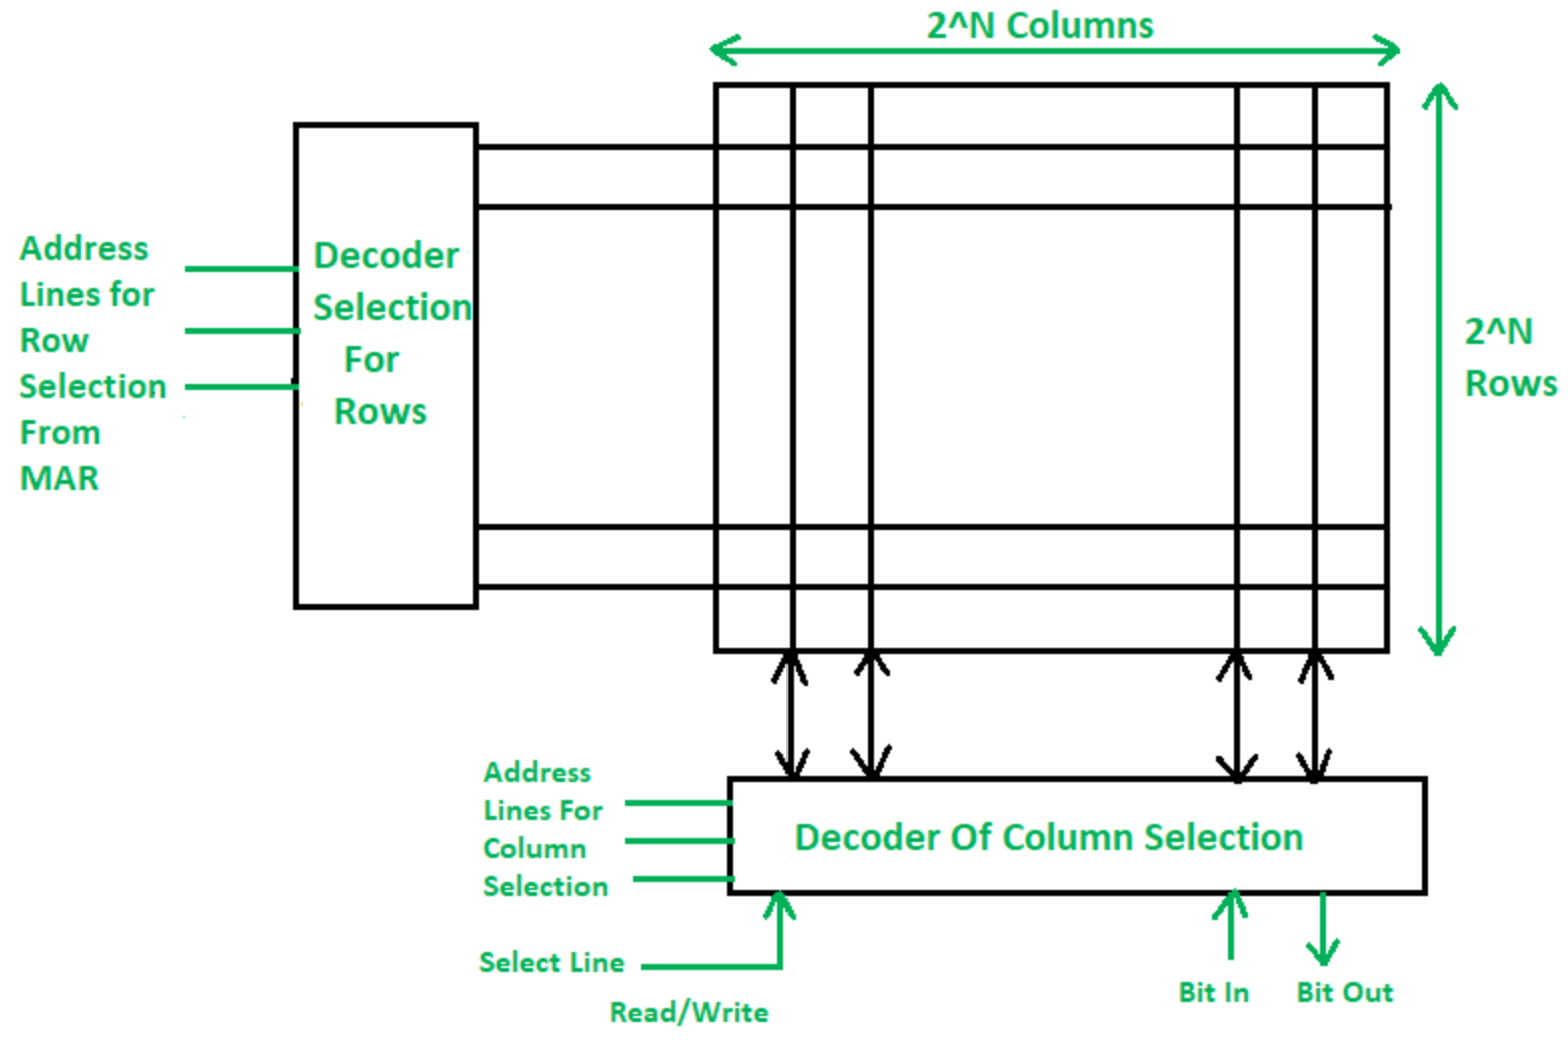 2^N Columns
Address
Lines for
Row
Selection
From
MAR
Decoder
Selection
For
Rows
2^N
Rows
Address
Lines For
Column
Selection
Decoder Of Column Selection
Select Line
Read/Write
Bit In
Bit Out